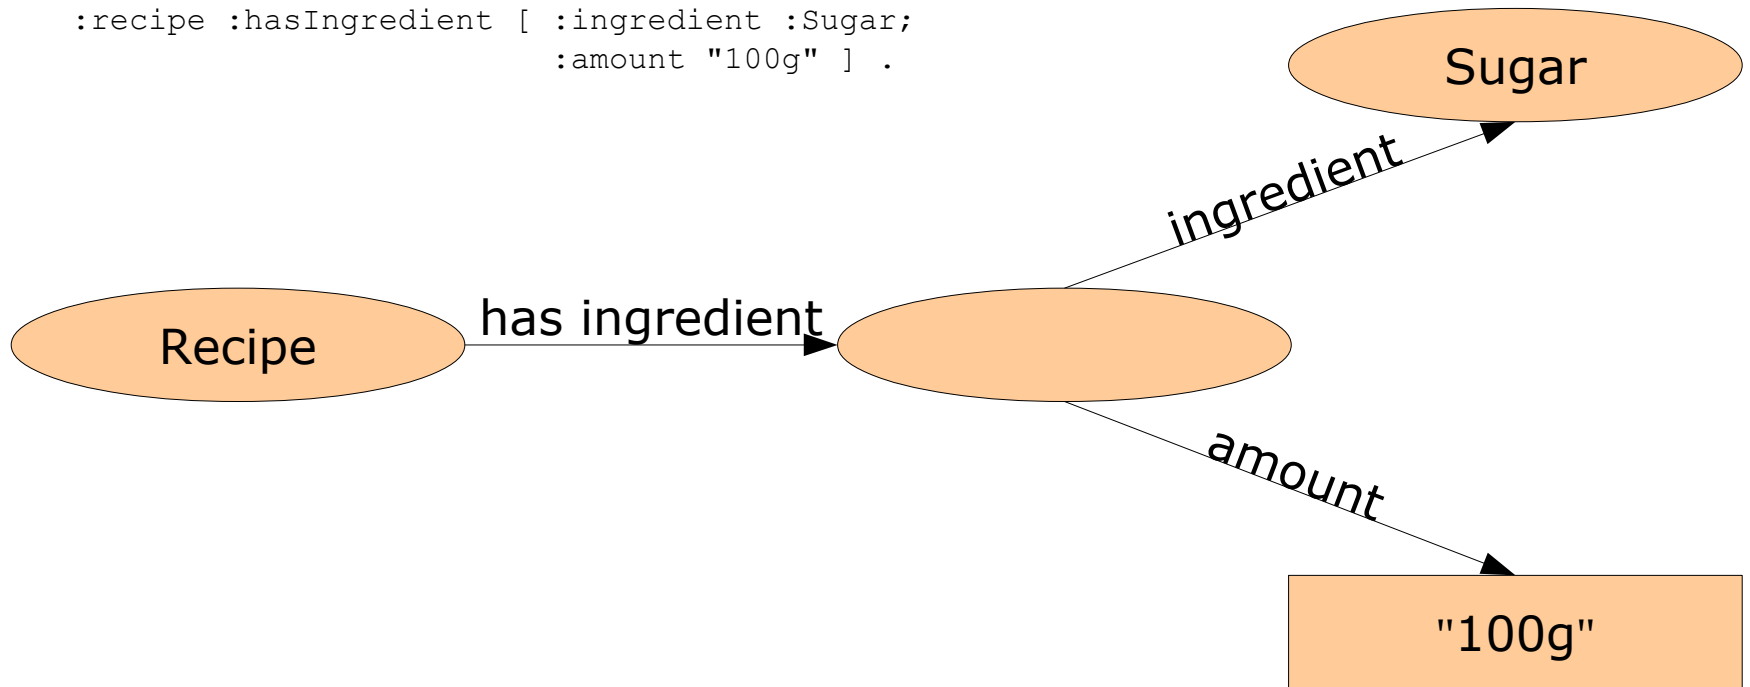 :recipe :hasIngredient [ :ingredient :Sugar;
:amount "100g" ] .
Sugar
ingredient
has ingredient
Recipe
amount
"100g"